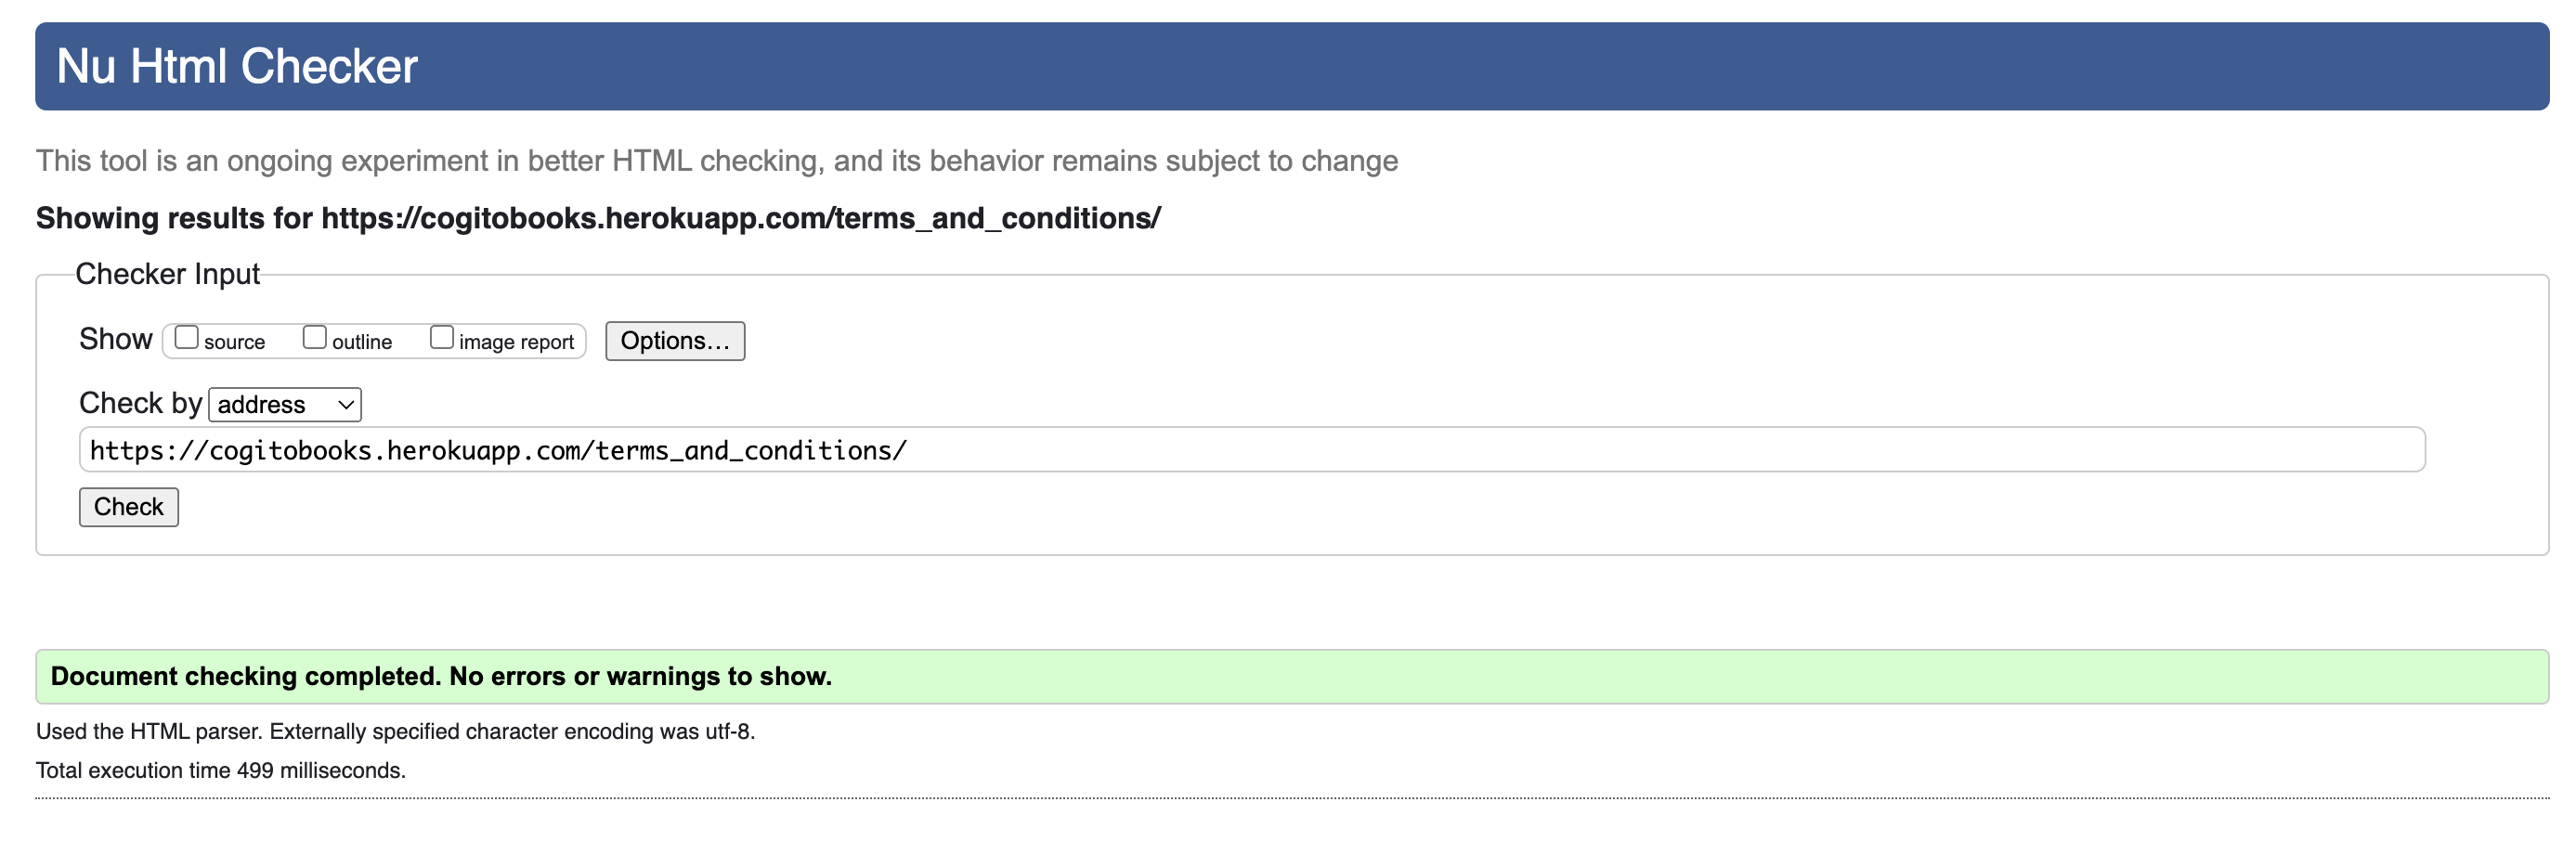 Nu Html Checker
This tool is an ongoing experiment in better HTML checking, and its behavior remains subject to change
Showing results for https://cogitobooks.herokuapp.com/terms_and_conditions/
Checker Input
Show source outline image report Options...
Check by address
https://cogitobooks.herokuapp.com/terms_and_conditions/
Check
Document checking completed. No errors or warnings to show.
Used the HTML parser. Externally specified character encoding was utf-8.
Total execution time 499 milliseconds.